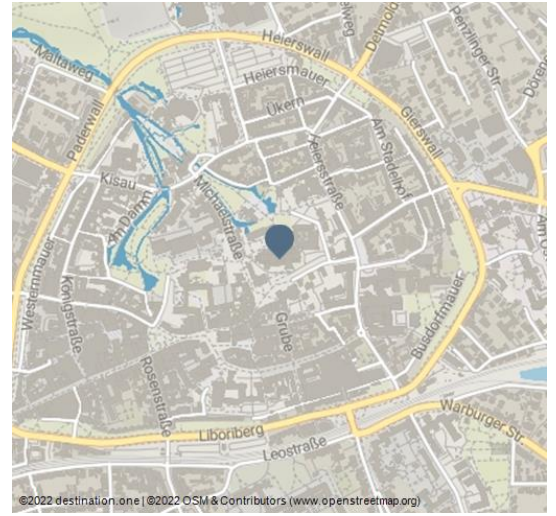 Maltaweg
Heierswall
Detmold
Penzinger Str
Paderwall
Heiersmauer
Ükern
Gierswall
Kisau
Heiersstraße
Am Stadelhof
Michaelstraße
Am Damm
Westernmauer
Königstraße
Grube
Busdorfmauer
Rosenstraße
Liboriberg
Leostraße
Warburger Str.
©2022 destination.one | ©2022 OSM & Contributors (www.openstreetmap.org)